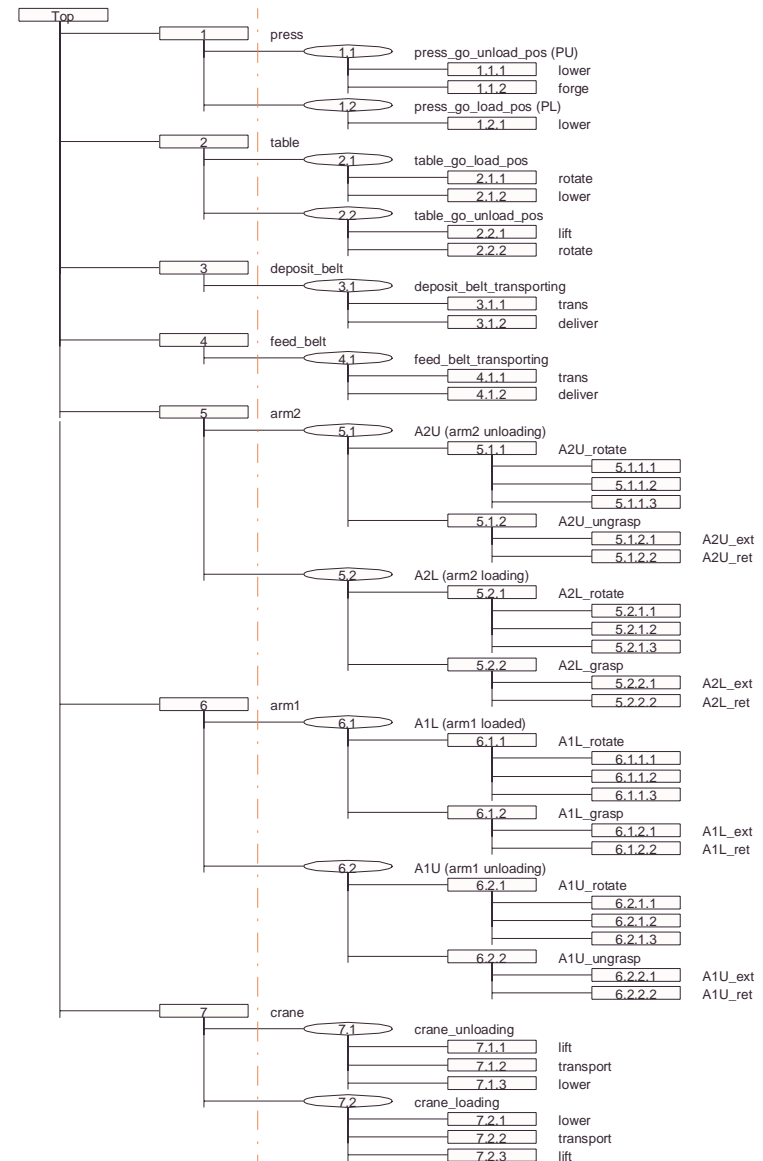 Top
1 press
1.1 press_go_unload_pos (PU)
1.1.1 lower
1.1.2 forge
1.2 press_go_load_pos (PL)
1.2.1 lower
2 table
2.1 table_go_load_pos
2.1.1 rotate
2.1.2 lower
2.2 table_go_unload_pos
2.2.1 lift
2.2.2 rotate
3 deposit_belt
3.1 deposit_belt_transporting
3.1.1 trans
3.1.2 deliver
4 feed_belt
4.1 feed_belt_transporting
4.1.1 trans
4.1.2 deliver
5 arm2
5.1 A2U (arm2 unloading)
5.1.1 A2U_rotate
5.1.1.1
5.1.1.2
5.1.1.3
5.1.2 A2U_ungrasp
5.1.2.1 A2U_ext
5.1.2.2 A2U_ret
5.2 A2L (arm2 loading)
5.2.1 A2L_rotate
5.2.1.1
5.2.1.2
5.2.1.3
5.2.2 A2L_grasp
5.2.2.1 A2L_ext
5.2.2.2 A2L_ret
6 arm1
6.1 A1L (arm1 loaded)
6.1.1 A1L_rotate
6.1.1.1
6.1.1.2
6.1.1.3
6.1.2 A1L_grasp
6.1.2.1 A1L_ext
6.1.2.2 A1L_ret
6.2 A1U (arm1 unloading)
6.2.1 A1U_rotate
6.2.1.1
6.2.1.2
6.2.1.3
6.2.2 A1U_ungrasp
6.2.2.1 A1U_ext
6.2.2.2 A1U_ret
7 crane
7.1 crane_unloading
7.1.1 lift
7.1.2 transport
7.1.3 lower
7.2 crane_loading
7.2.1 lower
7.2.2 transport
7.2.3 lift